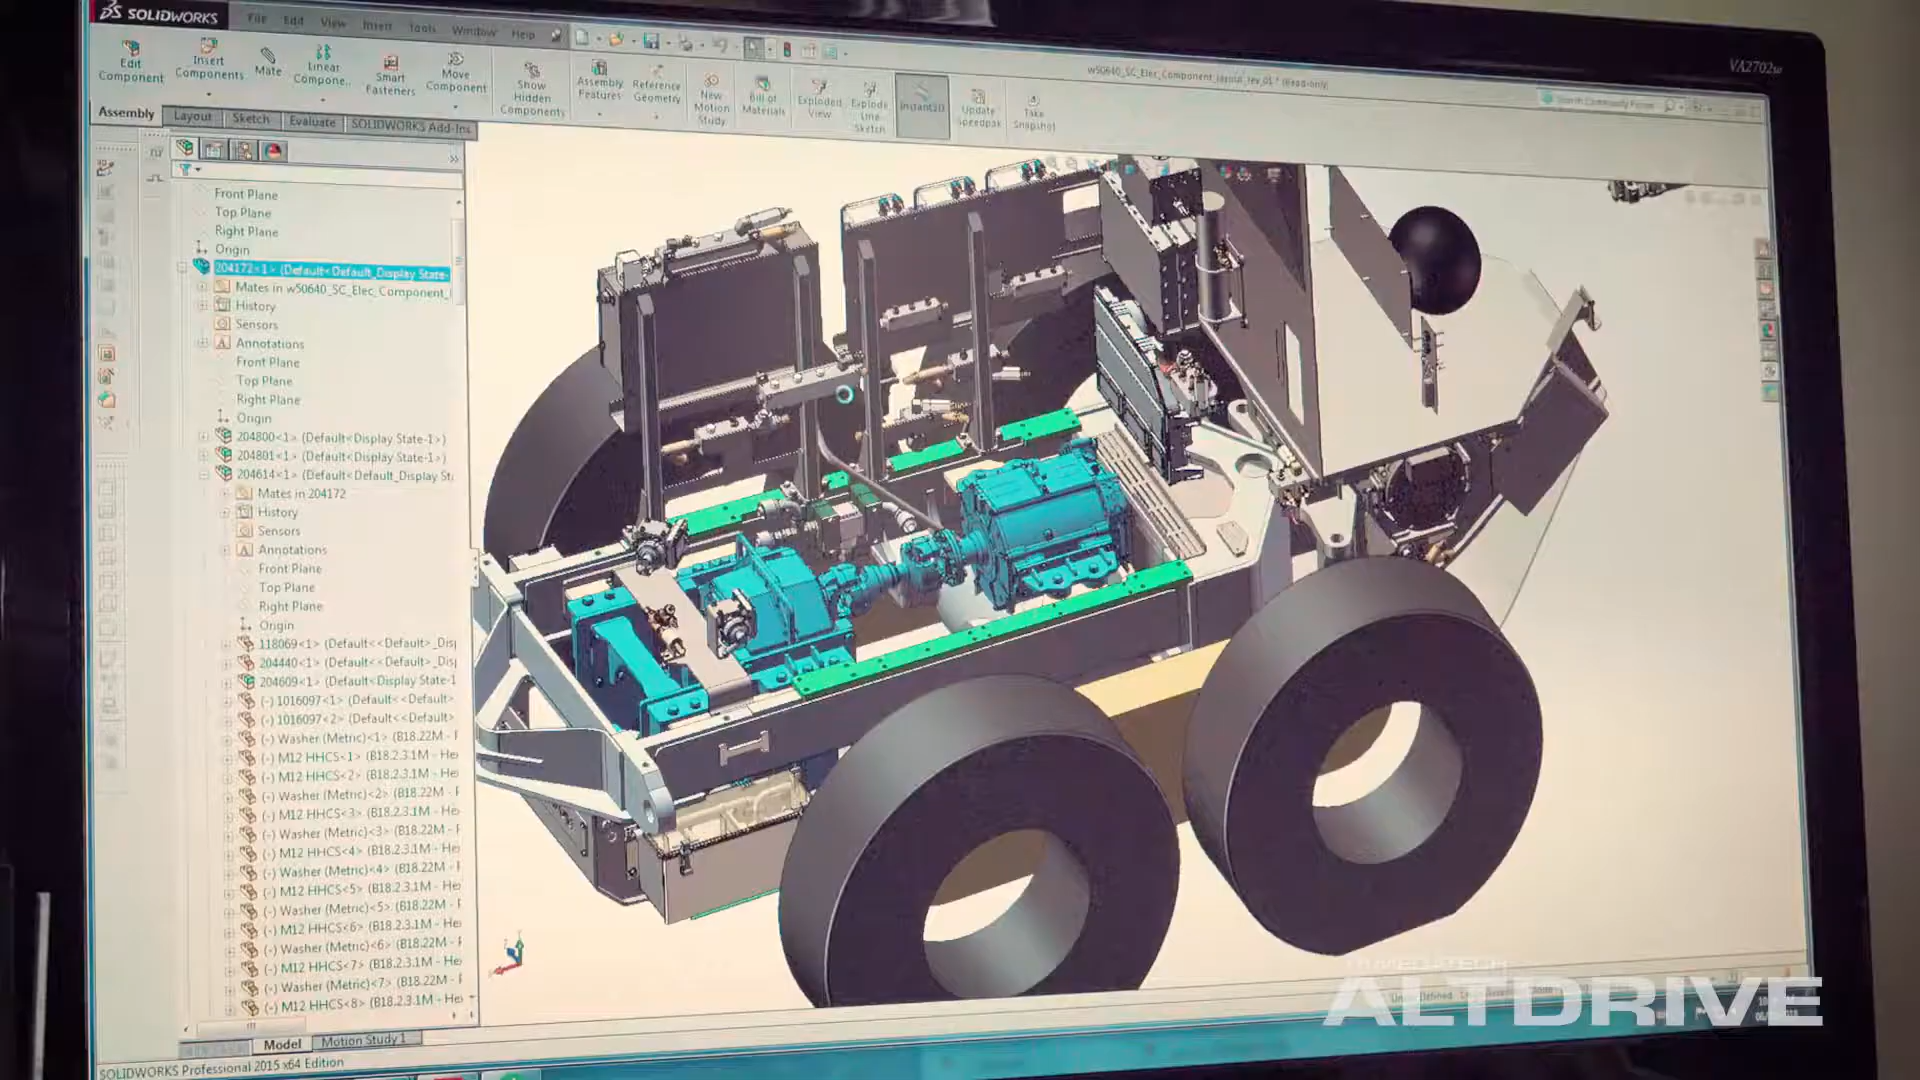 SOLIDWORKS
File Edit View Insert Tools Window Help
VA2702
Edit Component
Insert Components
Mate
Linear Compone...
Smart Fasteners
Move Component
Show Hidden Components
Assembly Features
Reference Geometry
New Motion Study
Bill of Materials
Exploded View
Explode Line Sketch
Instant3D
Update Speedpak
Take Snapshot
Assembly Layout Sketch Evaluate SOLIDWORKS Add-Ins
Front Plane
Top Plane
Right Plane
Origin
204172<1> (Default<Default_Display State-
Mates in w50640_SC_Elec_Component_
History
Sensors
Annotations
Front Plane
Top Plane
Right Plane
Origin
204800<1> (Default<Display State-1>)
204801<1> (Default<Display State-1>)
204614<1> (Default<Default_Display St
Mates in 204172
History
Sensors
Annotations
Front Plane
Top Plane
Right Plane
Origin
118069<1> (Default<<Default>_Disp
204440<1> (Default<<Default>_Disp
204609<1> (Default<Display State-1
(-) 1016097<1> (Default<<Default>
(-) 1016097<2> (Default<<Default>
(-) Washer (Metric)<1> (B18.22M -
(-) M12 HHCS<1> (B18.2.3.1M - He
(-) M12 HHCS<2> (B18.2.3.1M - He
(-) Washer (Metric)<2> (B18.22M -
(-) M12 HHCS<3> (B18.2.3.1M - He
(-) Washer (Metric)<3> (B18.22M -
(-) M12 HHCS<4> (B18.2.3.1M - He
(-) Washer (Metric)<4> (B18.22M -
(-) M12 HHCS<5> (B18.2.3.1M - He
(-) Washer (Metric)<5> (B18.22M -
(-) M12 HHCS<6> (B18.2.3.1M - He
(-) Washer (Metric)<6> (B18.22M -
(-) M12 HHCS<7> (B18.2.3.1M - He
(-) Washer (Metric)<7> (B18.22M -
(-) M12 HHCS<8> (B18.2.3.1M - He
ALTDRIVE
Model Motion Study 1
SOLIDWORKS Professional 2015 x64 Edition